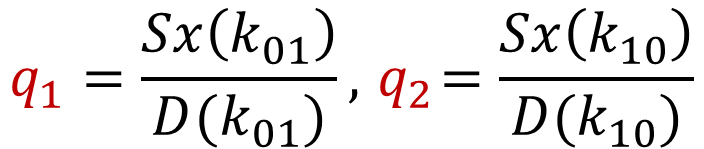 q₁ = Sx(k₀₁)/D(k₀₁), q₂ = Sx(k₁₀)/D(k₁₀)